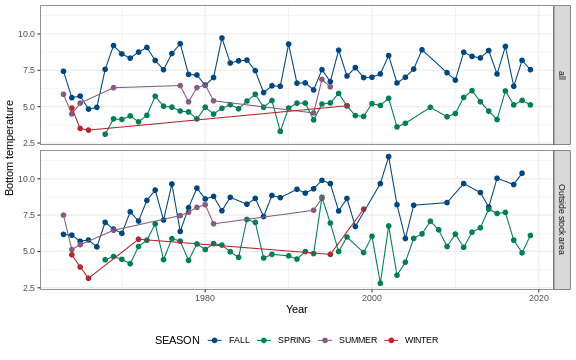 10.0
7.5
5.0
2.5
all
10.0
7.5
5.0
2.5
Outside stock area
Bottom temperature
1980
2000
2020
Year
SEASON FALL SPRING SUMMER WINTER